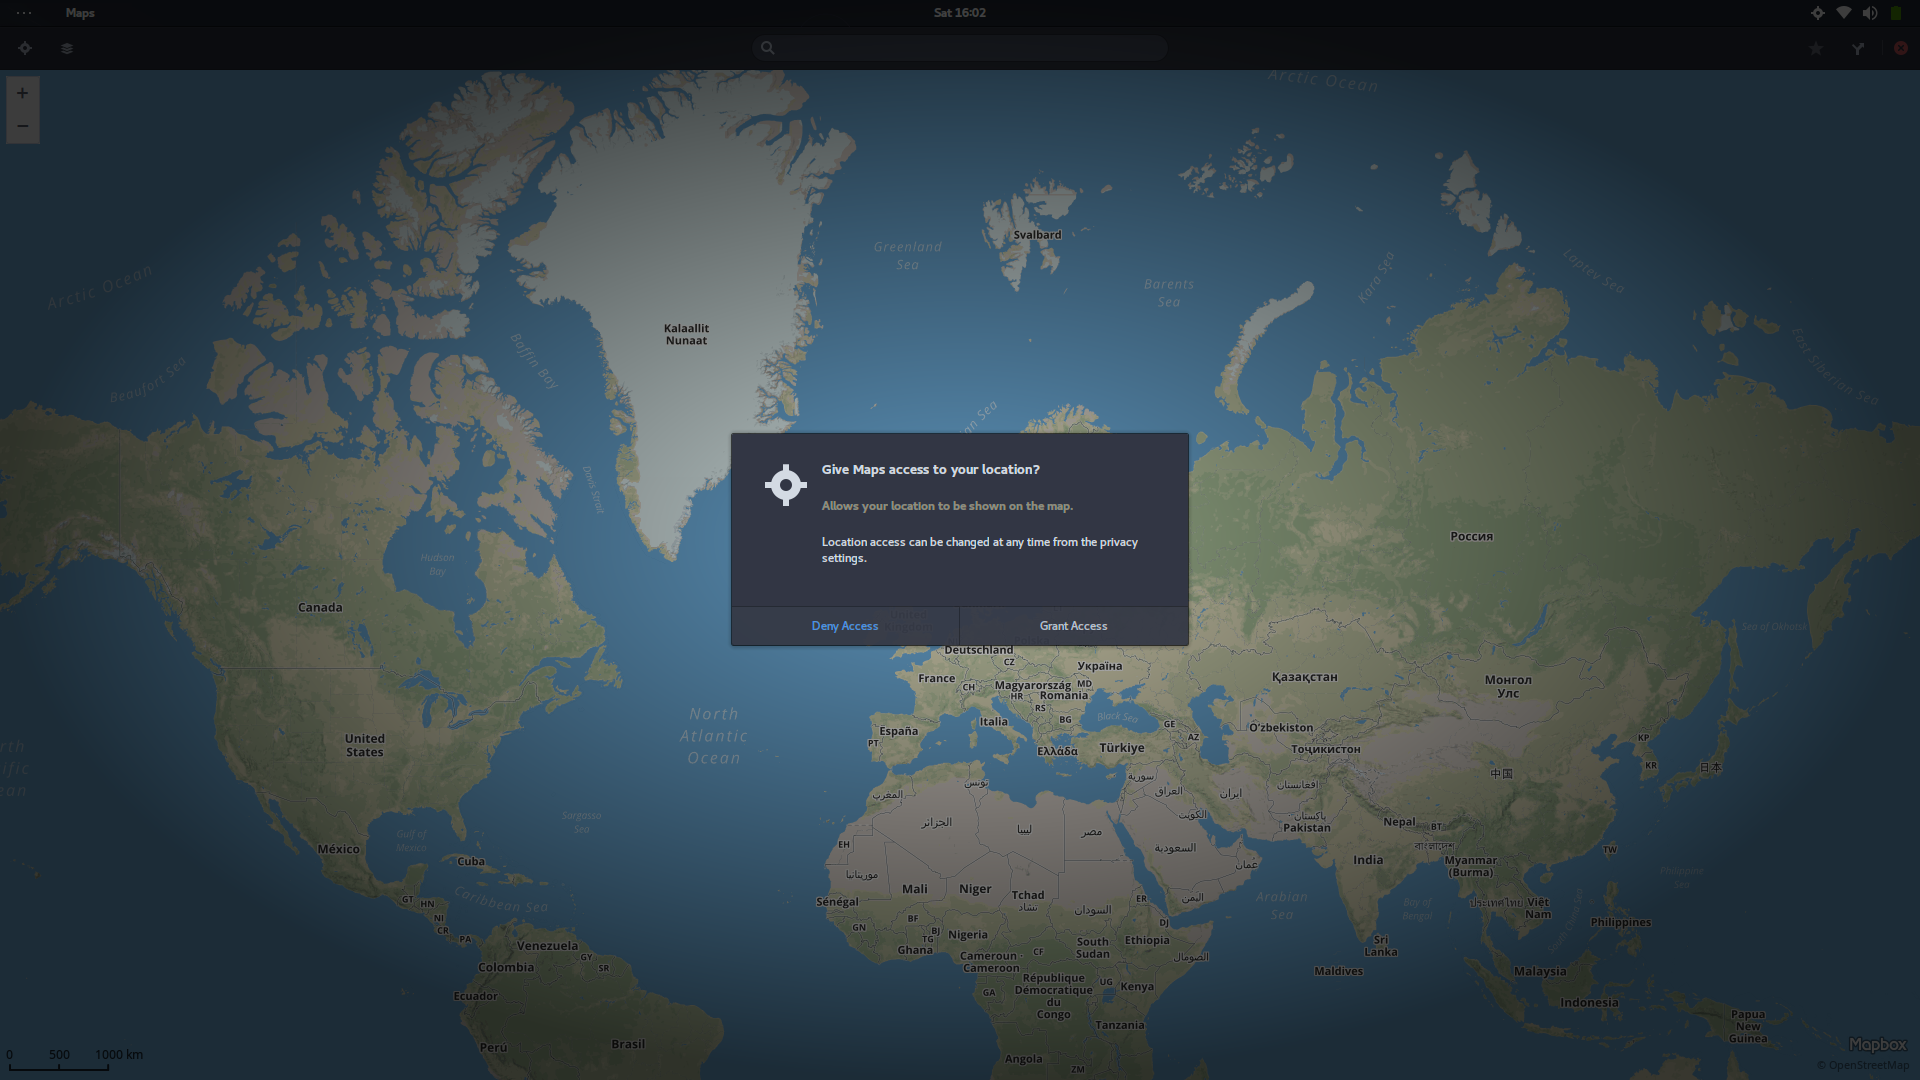 Maps
Sat 16:02
+
−
Arctic Ocean
Svalbard
Greenland
Sea
Barents
Sea
Kara Sea
Laptev Sea
Arctic Ocean
Kalaallit
Nunaat
Baffin Bay
Beaufort Sea
East Siberian Sea
Give Maps access to your location?
Allows your location to be shown on the map.
Location access can be changed at any time from the privacy
settings.
Deny Access
Grant Access
Davis Strait
Россия
Hudson
Bay
Canada
Sea of Okhotsk
Deutschland
CZ
Україна
France
CH
Magyarország
MD
HR
Romania
Қазақстан
Монгол
Улс
RS
BG
Black Sea
North
Atlantic
Ocean
Italia
España
PT
GE
AZ
O'zbekiston
Тоҷикистон
Ελλάδα
Türkiye
United
States
KP
KR
日本
中国
سورية
تونس
المغرب
العراق
ایران
افغانستان
الكويت
پاکستان
Pakistan
Sargasso
Sea
Gulf of
Mexico
México
Cuba
الجزائر
ليبيا
مصر
السعودية
Nepal
BT
বাংলাদেশ
TW
EH
India
Myanmar
(Burma)
عمان
موريتانيا
Mali
Niger
Tchad
تشاد
Philippine
Sea
Caribbean Sea
GT
HN
NI
CR
PA
Sénégal
ER
اليمن
Arabian
Sea
Bay of
Bengal
ประเทศไทย
Việt
Nam
South China Sea
Philippines
السودان
BF
GN
BJ
TG
Ghana
Nigeria
DJ
Venezuela
GY
SR
Colombia
CF
South
Sudan
Ethiopia
الصومال
Sri
Lanka
Cameroun
Cameroon
Maldives
Malaysia
République
Démocratique
du
Congo
UG
Kenya
GA
Ecuador
Indonesia
Tanzania
Papua
New
Guinea
Perú
Brasil
Angola
ZM
0 500 1000 km
Mapbox
© OpenStreetMap